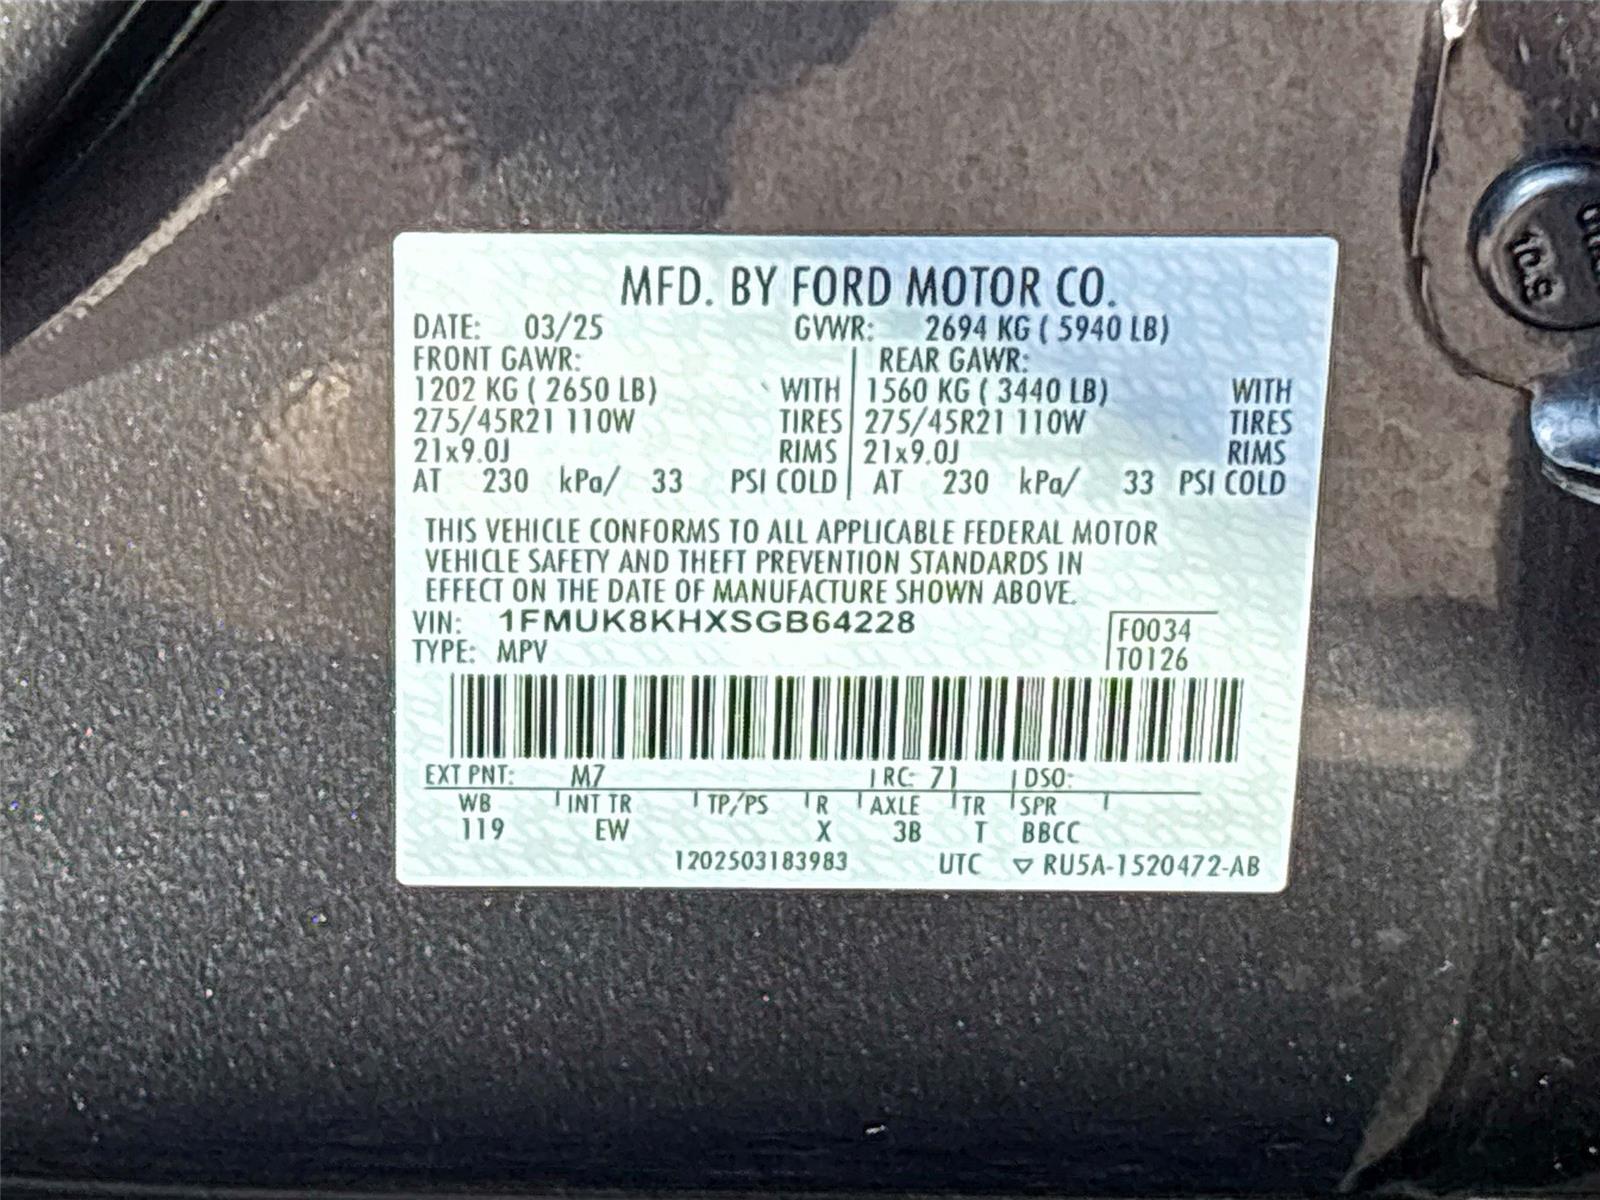 MFD. BY FORD MOTOR CO.
DATE: 03/25 GVWR: 2694 KG ( 5940 LB)
FRONT GAWR: REAR GAWR:
1202 KG ( 2650 LB) WITH 1560 KG ( 3440 LB) WITH
275/45R21 110W TIRES 275/45R21 110W TIRES
21x9.0J RIMS 21x9.0J RIMS
AT 230 kPa/ 33 PSI COLD AT 230 kPa/ 33 PSI COLD
THIS VEHICLE CONFORMS TO ALL APPLICABLE FEDERAL MOTOR
VEHICLE SAFETY AND THEFT PREVENTION STANDARDS IN
EFFECT ON THE DATE OF MANUFACTURE SHOWN ABOVE.
VIN: 1FMUK8KHXSGB64228
F0034
TYPE: MPV
T0126
EXT PNT: M7 RC: 71 DSO:
WB INT TR TP/PS R AXLE TR SPR
119 EW X 3B T BBCC
1202503183983 UTC ▽ RU5A-1520472-AB
10.9